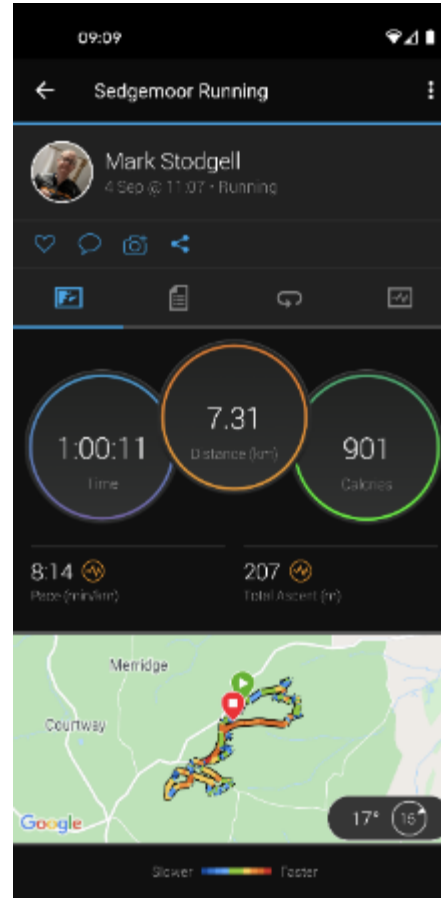 09:09
Sedgemoor Running
Mark Stodgell
4 Sep @ 11:07 • Running
1:00:11
Time
7.31
Distance (km)
901
Calories
8:14
Pace (min/km)
207
Total Ascent (m)
Merridge
Courtway
Google
17°
15
Slower
Faster